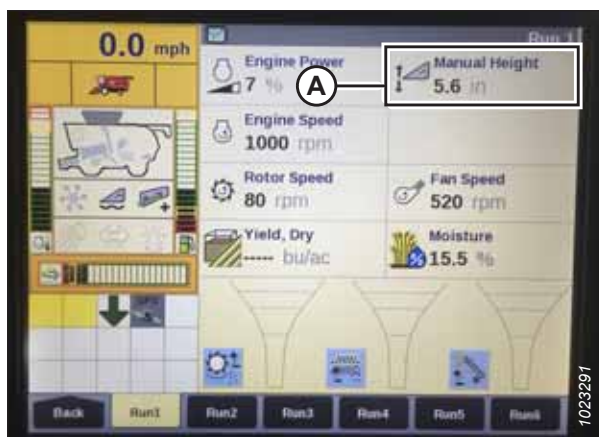 0.0 mph
Run 1
Engine Power
7 %
A
Manual Height
5.6 in
Engine Speed
1000 rpm
Rotor Speed
80 rpm
Fan Speed
520 rpm
Yield, Dry
----- bu/ac
Moisture
15.5 %
Back
Run1
Run2
Run3
Run4
Run5
Run6
1023291